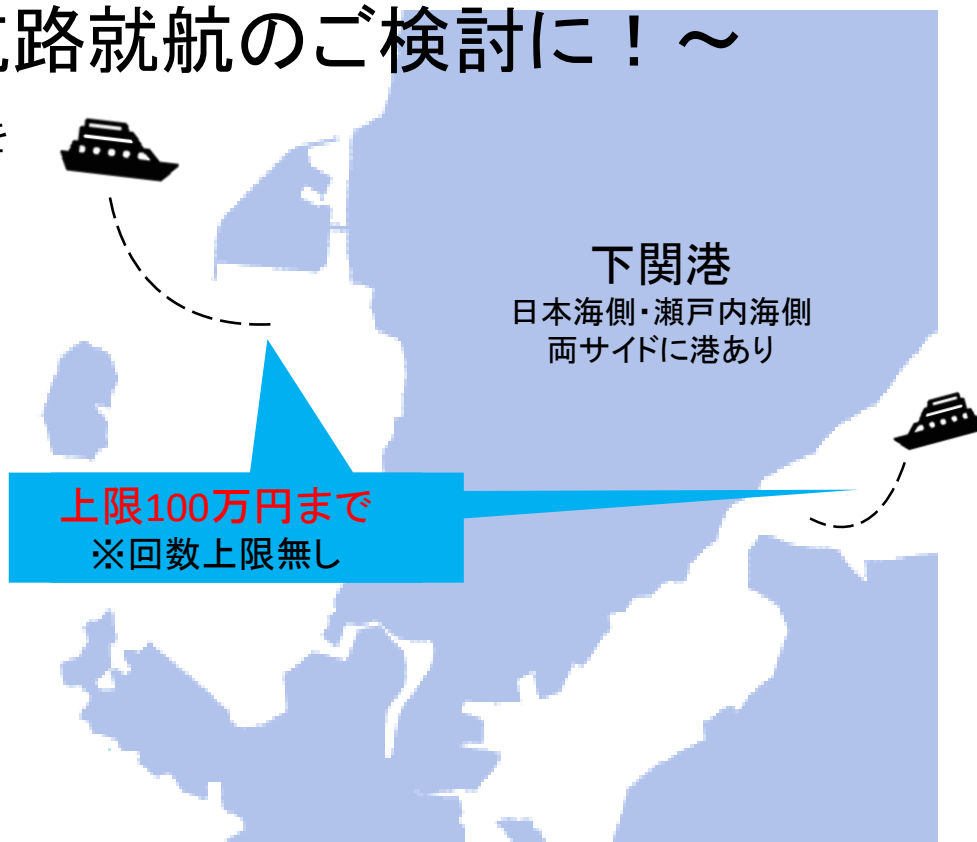 路就航のご検討に！～
を
下関港
日本海側・瀬戸内海側
両サイドに港あり
上限100万円まで
※回数上限無し